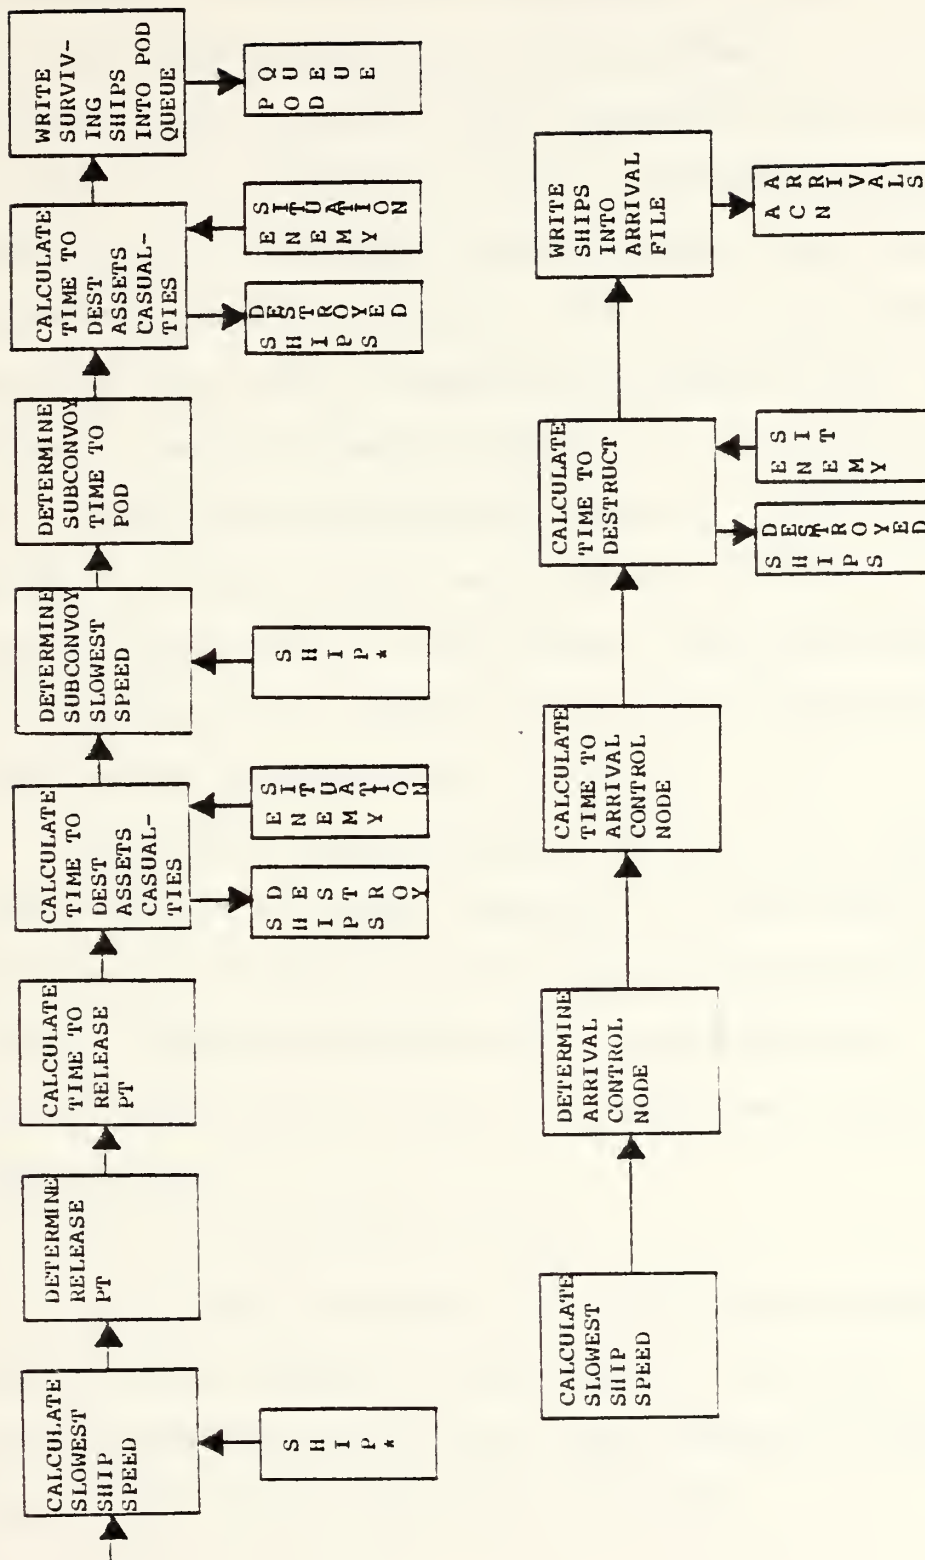 CALCULATE
SLOWEST
SHIP
SPEED
SHIP*
DETERMINE
RELEASE
PT
CALCULATE
TIME TO
RELEASE
PT
CALCULATE
TIME TO
DEST
ASSETS
CASUAL-
TIES
SHIPS
DESTROY
ENEMY
SITUATION
DETERMINE
SUBCONVOY
SLOWEST
SPEED
SHIP*
DETERMINE
SUBCONVOY
TIME TO
POD
CALCULATE
TIME TO
DEST
ASSETS
CASUAL-
TIES
SHIPS
DESTROYED
ENEMY
SITUATION
WRITE
SURVIV-
ING
SHIPS
INTO POD
QUEUE
POD
QUEUE
CALCULATE
SLOWEST
SHIP
SPEED
DETERMINE
ARRIVAL
CONTROL
NODE
CALCULATE
TIME TO
ARRIVAL
CONTROL
NODE
CALCULATE
TIME TO
DESTRUCT
SHIPS
DESTROYED
ENEMY
SIT
WRITE
SHIPS
INTO
ARRIVAL
FILE
ACN
ARRIVALS